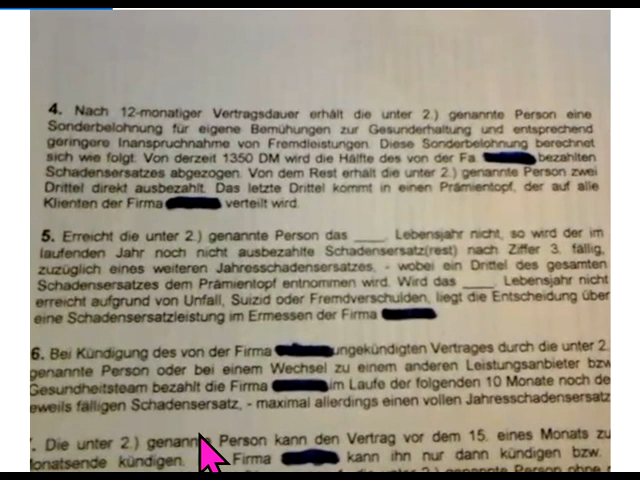 4. Nach 12-monatiger Vertragsdauer erhält die unter 2.) genannte Person eine
Sonderbelohnung für eigene Bemühungen zur Gesunderhaltung und entsprechend
geringere Inanspruchnahme von Fremdleistungen. Diese Sonderbelohnung berechnet
sich wie folgt: Von derzeit 1350 DM wird die Hälfte des von der Fa. bezahlten
Schadensersatzes abgezogen. Von dem Rest erhält die unter 2.) genannte Person zwei
Drittel direkt ausbezahlt. Das letzte Drittel kommt in einen Prämientopf, der auf alle
Klienten der Firma verteilt wird.
5. Erreicht die unter 2.) genannte Person das ____ Lebensjahr nicht, so wird der im
laufenden Jahr noch nicht ausbezahlte Schadensersatz(rest) nach Ziffer 3. fällig,
zuzüglich eines weiteren Jahresschadensersatzes, - wobei ein Drittel des gesamten
Schadensersatzes dem Prämientopf entnommen wird. Wird das ____ Lebensjahr nicht
erreicht aufgrund von Unfall, Suizid oder Fremdverschulden, liegt die Entscheidung über
eine Schadensersatzleistung im Ermessen der Firma
6. Bei Kündigung des von der Firma ungekündigten Vertrages durch die unter 2.
genannte Person oder bei einem Wechsel zu einem anderen Leistungsanbieter bzw
Gesundheitsteam bezahlt die Firma im Laufe der folgenden 10 Monate noch de
eweils fälligen Schadensersatz, - maximal allerdings einen vollen Jahresschadensersatz
. Die unter 2.) genannte Person kann den Vertrag vor dem 15. eines Monats zu
onatsende kündigen. Firma kann ihn nur dann kündigen bzw.